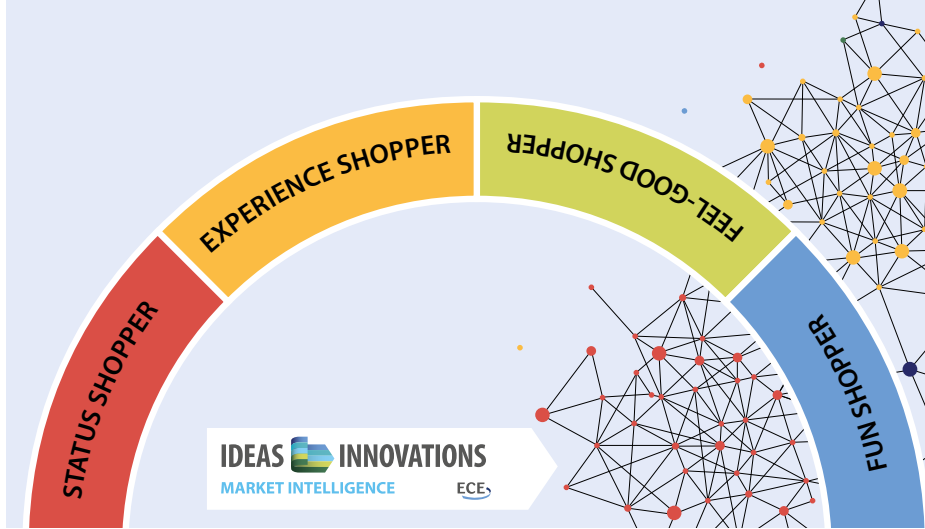 STATUS SHOPPER
EXPERIENCE SHOPPER
FEEL-GOOD SHOPPER
FUN SHOPPER
IDEAS INNOVATIONS
MARKET INTELLIGENCE ECE